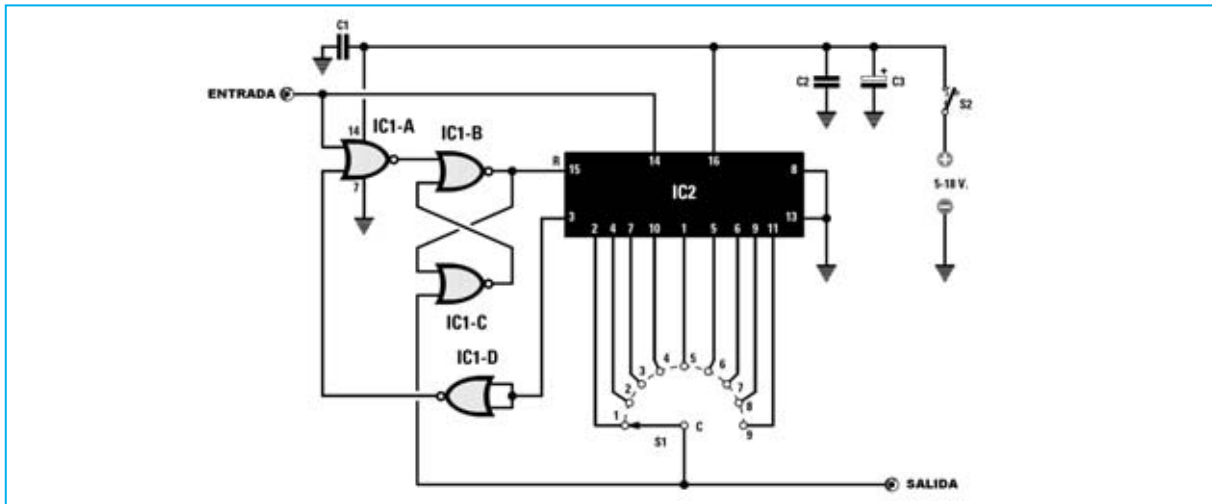 C1
ENTRADA
14
IC1-A
7
IC1-B
IC1-C
IC1-D
R
15
14
16
8
IC2
3
13
2 4 7 10 1 5 6 9 11
1
2
3
4
5
6
7
8
9
S1
C
C2
+
C3
S2
+
5-18 V.
−
SALIDA